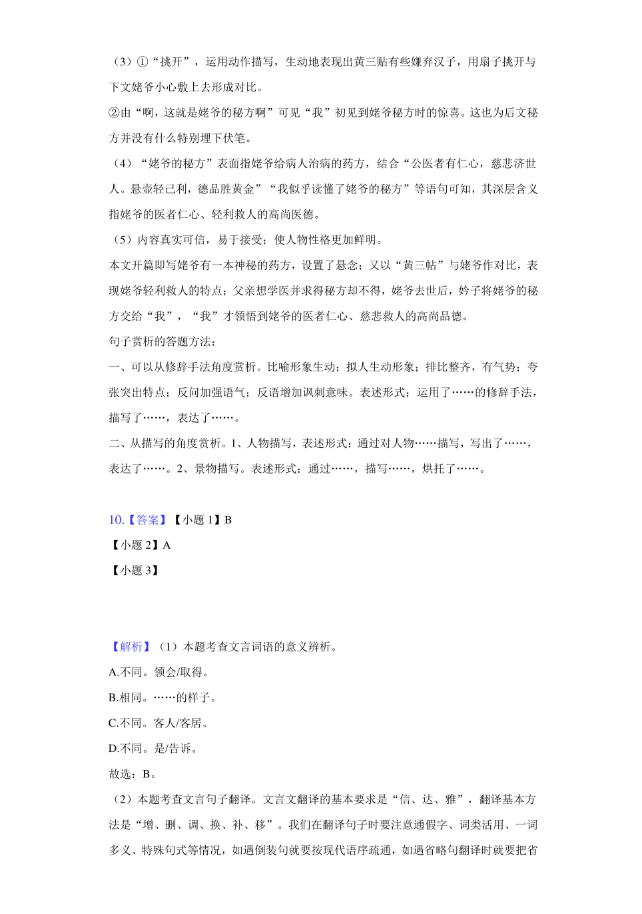 （3）①“挑开”，运用动作描写，生动地表现出黄三贴有些嫌弃汉子，用扇子挑开与
下文姥爷小心敷上去形成对比。
②由“啊，这就是姥爷的秘方啊”可见“我”初见到姥爷秘方时的惊喜。这也为后文秘
方并没有什么特别埋下伏笔。
（4）“姥爷的秘方”表面指姥爷给病人治病的药方，结合“公医者有仁心，慈悲济世
人。悬壶轻己利，德品胜黄金”“我似乎读懂了姥爷的秘方”等语句可知，其深层含义
指姥爷的医者仁心、轻利救人的高尚医德。
（5）内容真实可信，易于接受；使人物性格更加鲜明。
本文开篇即写姥爷有一本神秘的药方，设置了悬念；又以“黄三帖”与姥爷作对比，表
现姥爷轻利救人的特点；父亲想学医并求得秘方却不得，姥爷去世后，妗子将姥爷的秘
方交给“我”，“我”才领悟到姥爷的医者仁心、慈悲救人的高尚品德。
句子赏析的答题方法：
一、可以从修辞手法角度赏析。比喻形象生动；拟人生动形象；排比整齐，有气势；夸
张突出特点；反问加强语气；反语增加讽刺意味。表述形式：运用了……的修辞手法，
描写了……，表达了……。
二、从描写的角度赏析。1、人物描写，表述形式：通过对人物……描写，写出了……，
表达了……。2、景物描写。表述形式：通过……，描写……，烘托了……。
10.【答案】【小题 1】B
【小题 2】A
【小题 3】
【解析】（1）本题考查文言词语的意义辨析。
A.不同。领会/取得。
B.相同。……的样子。
C.不同。客人/客居。
D.不同。是/告诉。
故选：B。
（2）本题考查文言句子翻译。文言文翻译的基本要求是“信、达、雅”，翻译基本方
法是“增、删、调、换、补、移”。我们在翻译句子时要注意通假字、词类活用、一词
多义、特殊句式等情况，如遇倒装句就要按现代语序疏通，如遇省略句翻译时就要把省